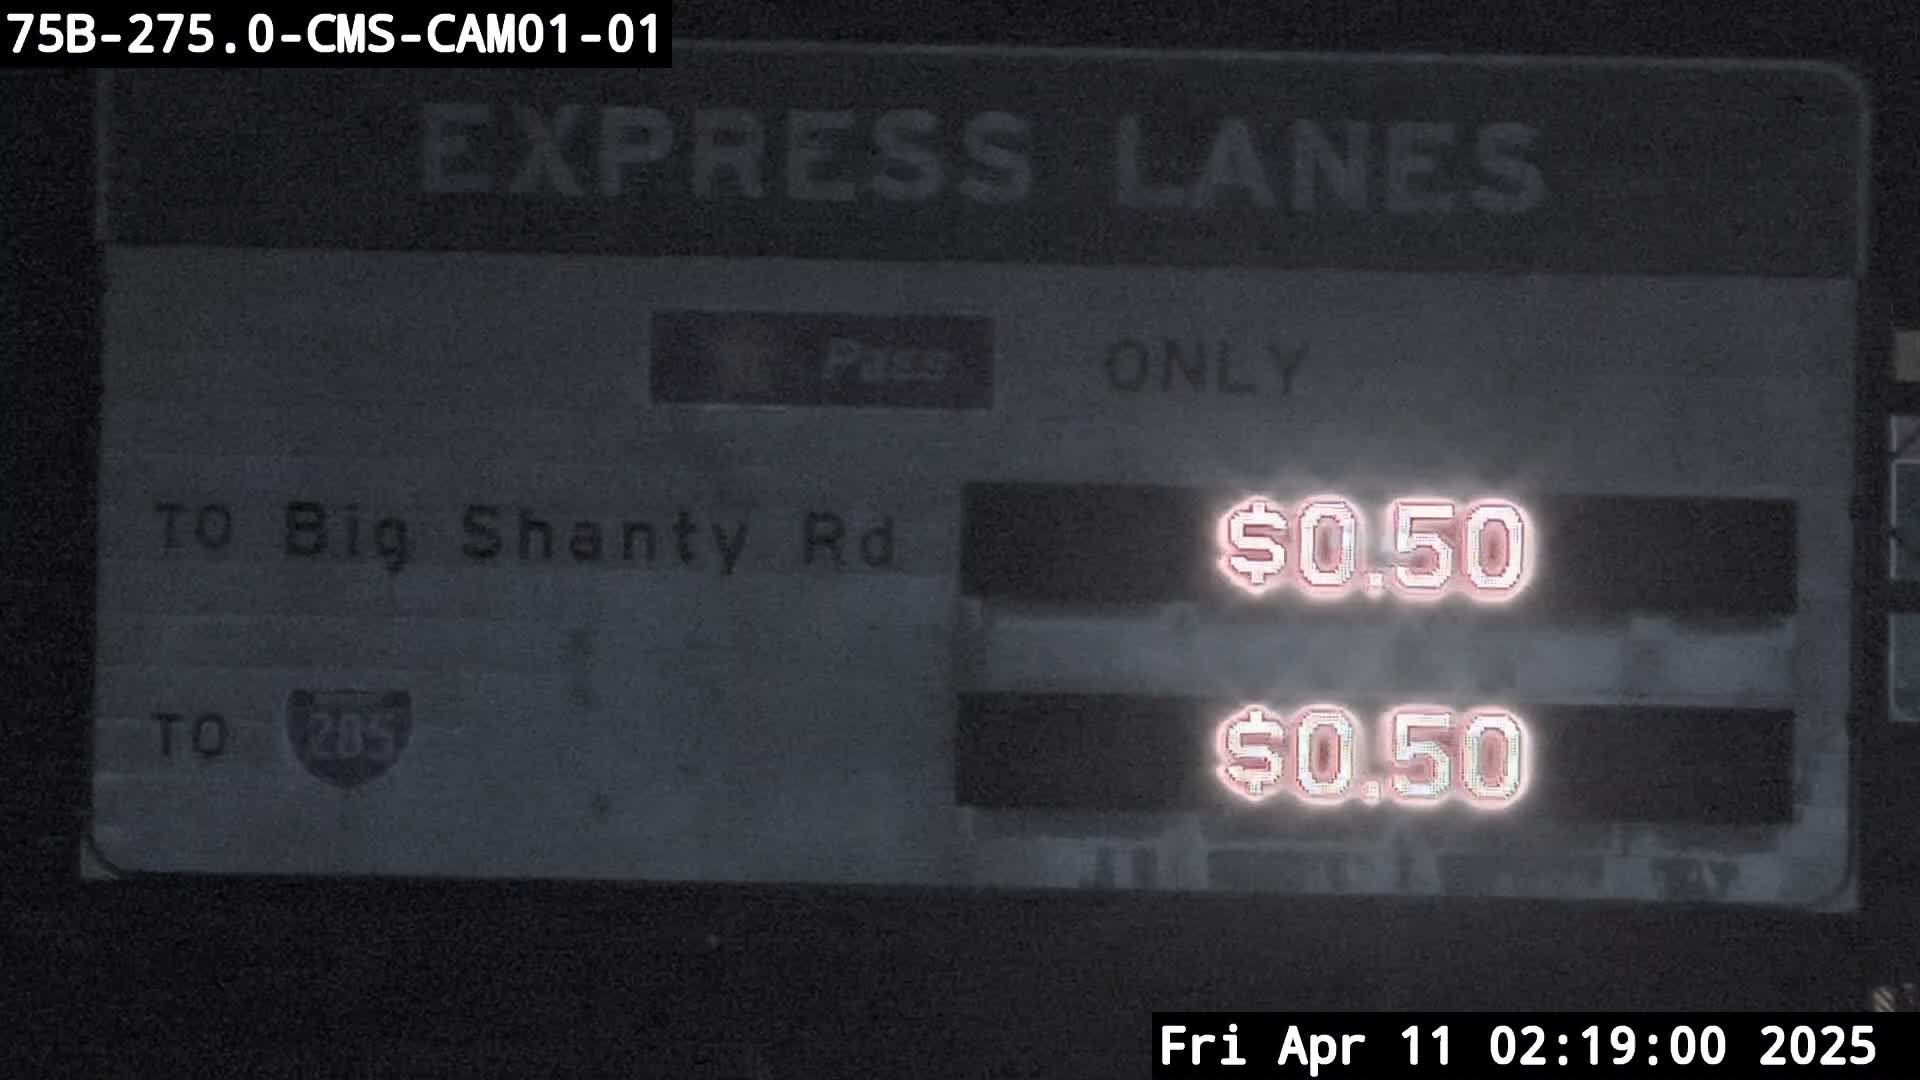 75B-275.0-CMS-CAM01-01
EXPRESS LANES
Pass ONLY
TO Big Shanty Rd $0.50
TO 285 $0.50
Fri Apr 11 02:19:00 2025